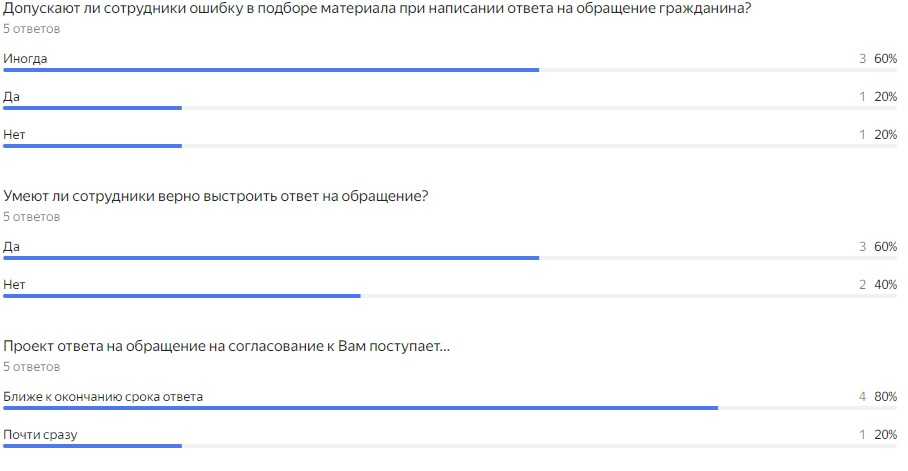 Допускают ли сотрудники ошибку в подборе материала при написании ответа на обращение гражданина?
5 ответов
Иногда 3 60%
Да 1 20%
Нет 1 20%
Умеют ли сотрудники верно выстроить ответ на обращение?
5 ответов
Да 3 60%
Нет 2 40%
Проект ответа на обращение на согласование к Вам поступает...
5 ответов
Ближе к окончанию срока ответа 4 80%
Почти сразу 1 20%